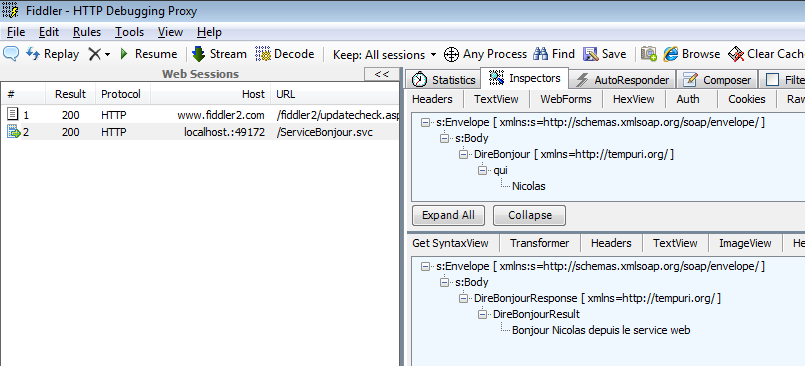 Fiddler - HTTP Debugging Proxy
File Edit Rules Tools View Help
Replay Resume Stream Decode Keep: All sessions Any Process Find Save Browse Clear Cache
Web Sessions <<
# Result Protocol Host URL
1 200 HTTP www.fiddler2.com /fiddler2/updatecheck.asp
2 200 HTTP localhost.:49172 /ServiceBonjour.svc
Statistics Inspectors AutoResponder Composer Filte
Headers TextView WebForms HexView Auth Cookies Raw
s:Envelope [ xmlns:s=http://schemas.xmlsoap.org/soap/envelope/ ]
s:Body
DireBonjour [ xmlns=http://tempuri.org/ ]
qui
Nicolas
Expand All Collapse
Get SyntaxView Transformer Headers TextView ImageView He
s:Envelope [ xmlns:s=http://schemas.xmlsoap.org/soap/envelope/ ]
s:Body
DireBonjourResponse [ xmlns=http://tempuri.org/ ]
DireBonjourResult
Bonjour Nicolas depuis le service web